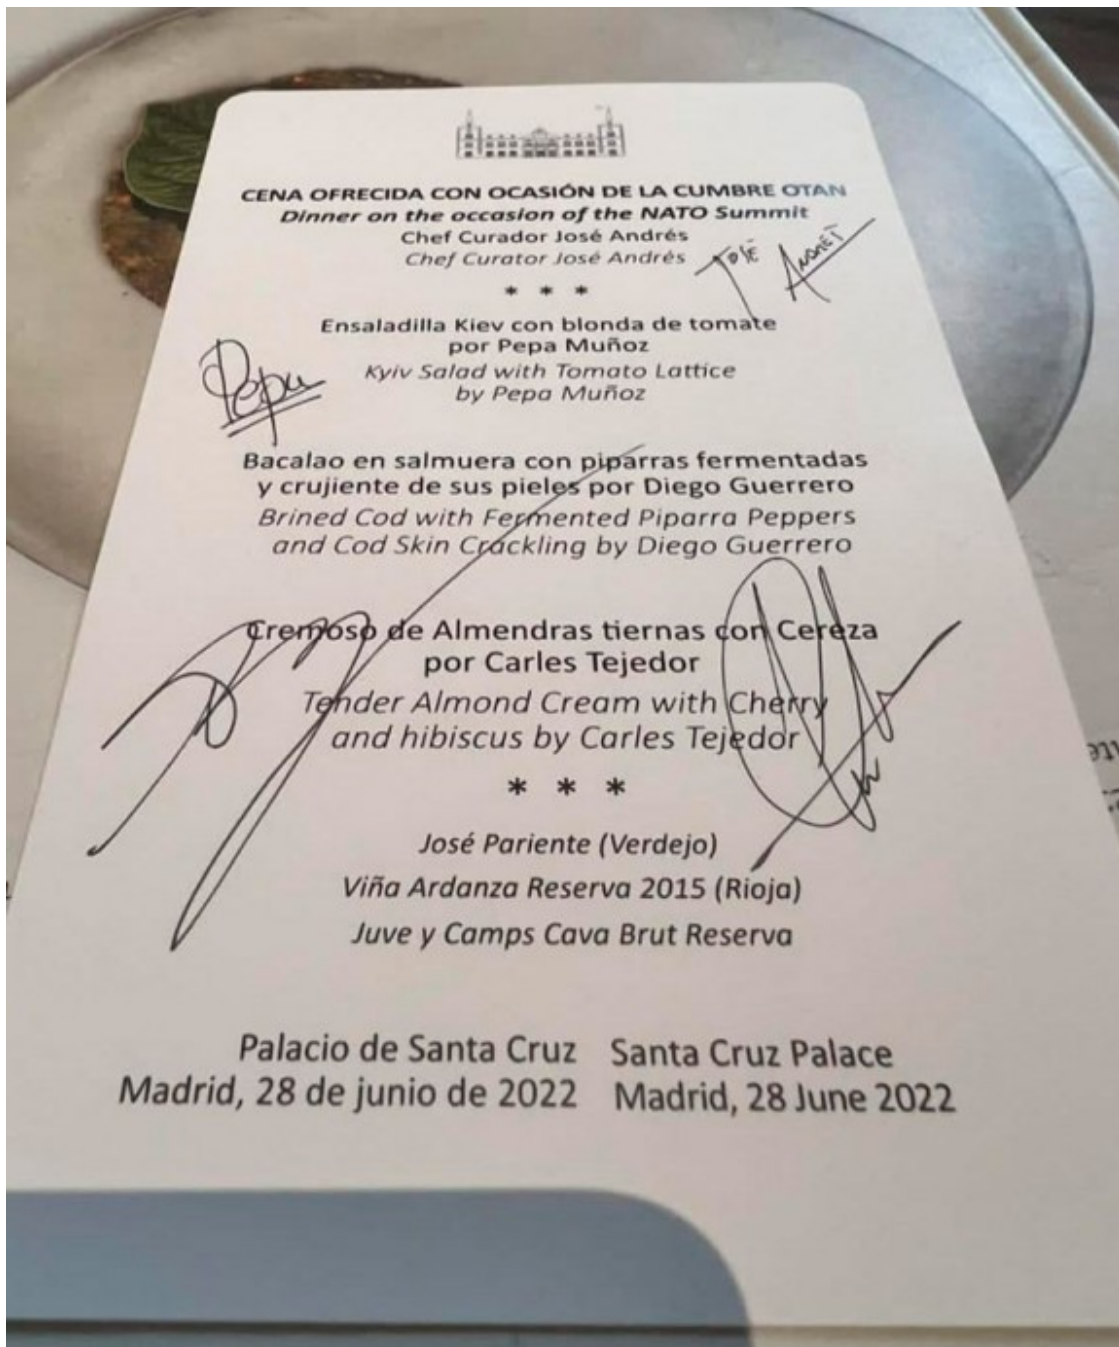 CENA OFRECIDA CON OCASIÓN DE LA CUMBRE OTAN
Dinner on the occasion of the NATO Summit
Chef Curador José Andrés
Chef Curator José Andrés
JOSÉ ANDRÉS
* * *
Ensaladilla Kiev con blonda de tomate
por Pepa Muñoz
Kyiv Salad with Tomato Lattice
by Pepa Muñoz
Pepa
Bacalao en salmuera con piparras fermentadas
y crujiente de sus pieles por Diego Guerrero
Brined Cod with Fermented Piparra Peppers
and Cod Skin Crackling by Diego Guerrero
Cremoso de Almendras tiernas con Cereza
por Carles Tejedor
Tender Almond Cream with Cherry
and hibiscus by Carles Tejedor
* * *
José Pariente (Verdejo)
Viña Ardanza Reserva 2015 (Rioja)
Juve y Camps Cava Brut Reserva
Palacio de Santa Cruz Santa Cruz Palace
Madrid, 28 de junio de 2022 Madrid, 28 June 2022